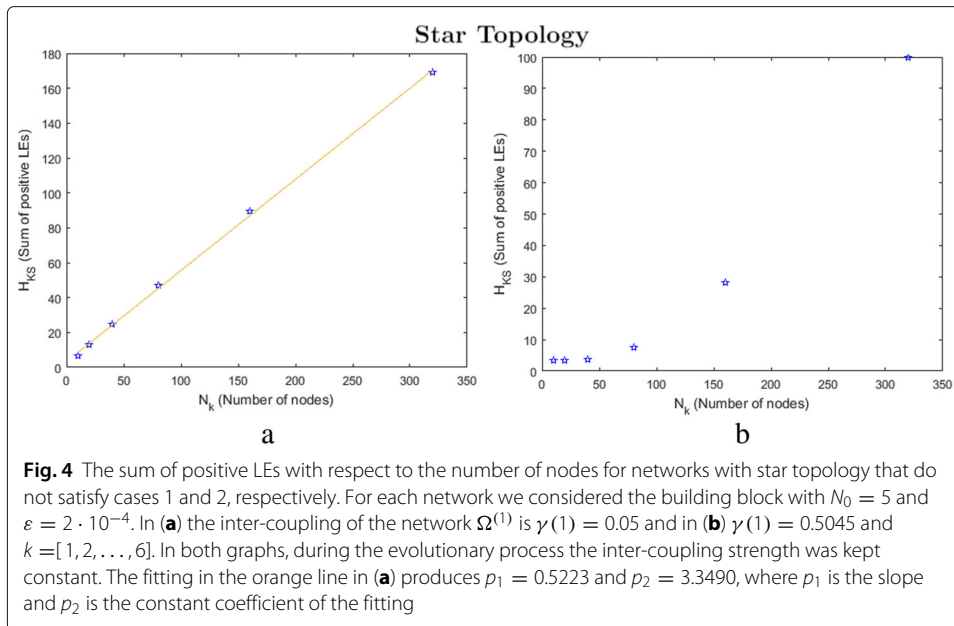 Star Topology
180
160
140
120
100
80
60
40
20
0
H_KS (Sum of positive LEs)
0 50 100 150 200 250 300 350
N_k (Number of nodes)
a
100
90
80
70
60
50
40
30
20
10
0
H_KS (Sum of positive LEs)
0 50 100 150 200 250 300 350
N_k (Number of nodes)
b
Fig. 4 The sum of positive LEs with respect to the number of nodes for networks with star topology that do
not satisfy cases 1 and 2, respectively. For each network we considered the building block with N₀ = 5 and
ε = 2 · 10⁻⁴. In (a) the inter-coupling of the network Ω⁽¹⁾ is γ(1) = 0.05 and in (b) γ(1) = 0.5045 and
k =[ 1, 2, . . . , 6]. In both graphs, during the evolutionary process the inter-coupling strength was kept
constant. The fitting in the orange line in (a) produces p₁ = 0.5223 and p₂ = 3.3490, where p₁ is the slope
and p₂ is the constant coefficient of the fitting